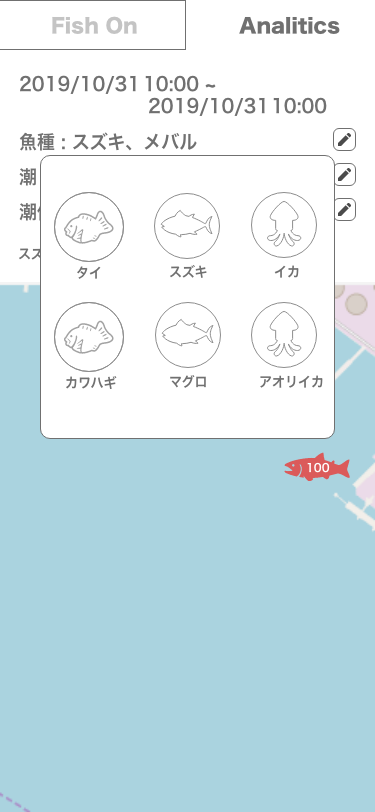 Fish On
Analitics
2019/10/31 10:00 ~
2019/10/31 10:00
魚種 : スズキ、メバル
潮
潮
スズ
タイ
スズキ
イカ
カワハギ
マグロ
アオリイカ
100